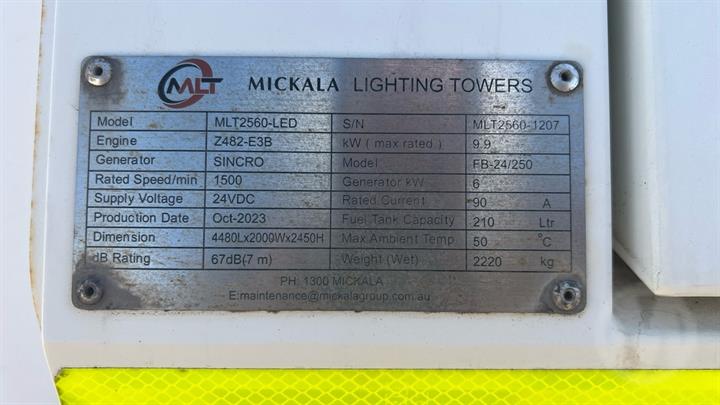 MLT MICKALA LIGHTING TOWERS
Model MLT2560-LED S/N MLT2560-1207
Engine Z482-E3B kW ( max rated ) 9.9
Generator SINCRO Model FB-24/250
Rated Speed/min 1500 Generator kW 6
Supply Voltage 24VDC Rated Current 90 A
Production Date Oct-2023 Fuel Tank Capacity 210 Ltr
Dimension 4480Lx2000Wx2450H Max Ambient Temp 50 °C
dB Rating 67dB(7 m) Weight (Wet) 2220 kg
PH: 1300 MICKALA
E:maintenance@mickalagroup.com.au